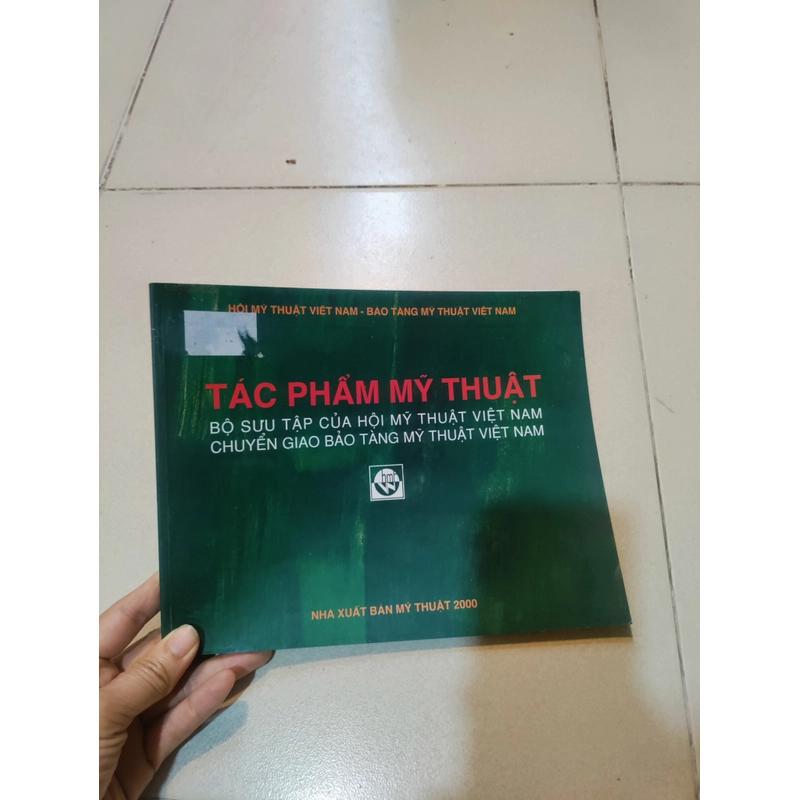 HỘI MỸ THUẬT VIỆT NAM - BẢO TÀNG MỸ THUẬT VIỆT NAM
TÁC PHẨM MỸ THUẬT
BỘ SƯU TẬP CỦA HỘI MỸ THUẬT VIỆT NAM
CHUYỂN GIAO BẢO TÀNG MỸ THUẬT VIỆT NAM
hmt
NHÀ XUẤT BẢN MỸ THUẬT 2000